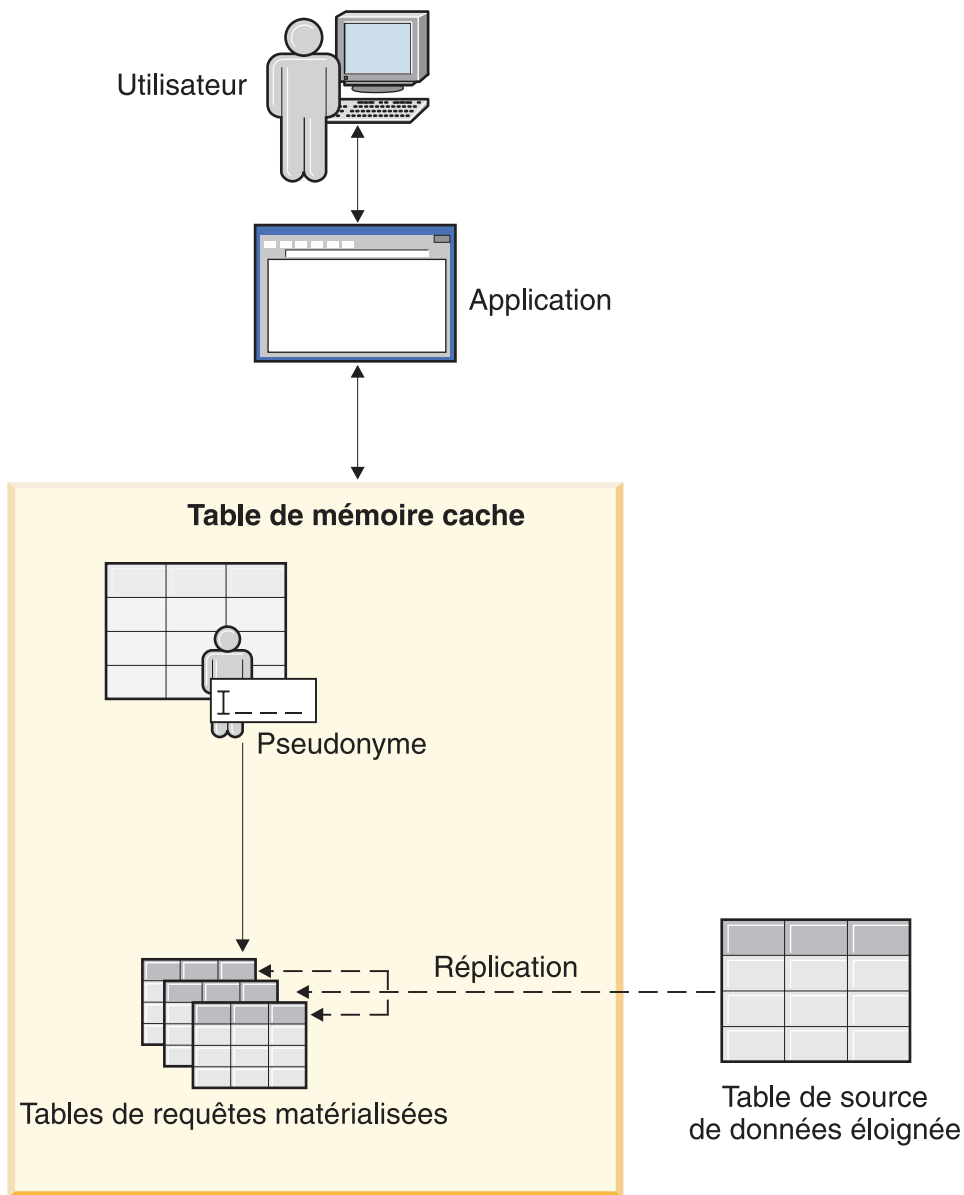 Utilisateur
Application
Table de mémoire cache
Pseudonyme
Réplication
Tables de requêtes matérialisées
Table de source
de données éloignée